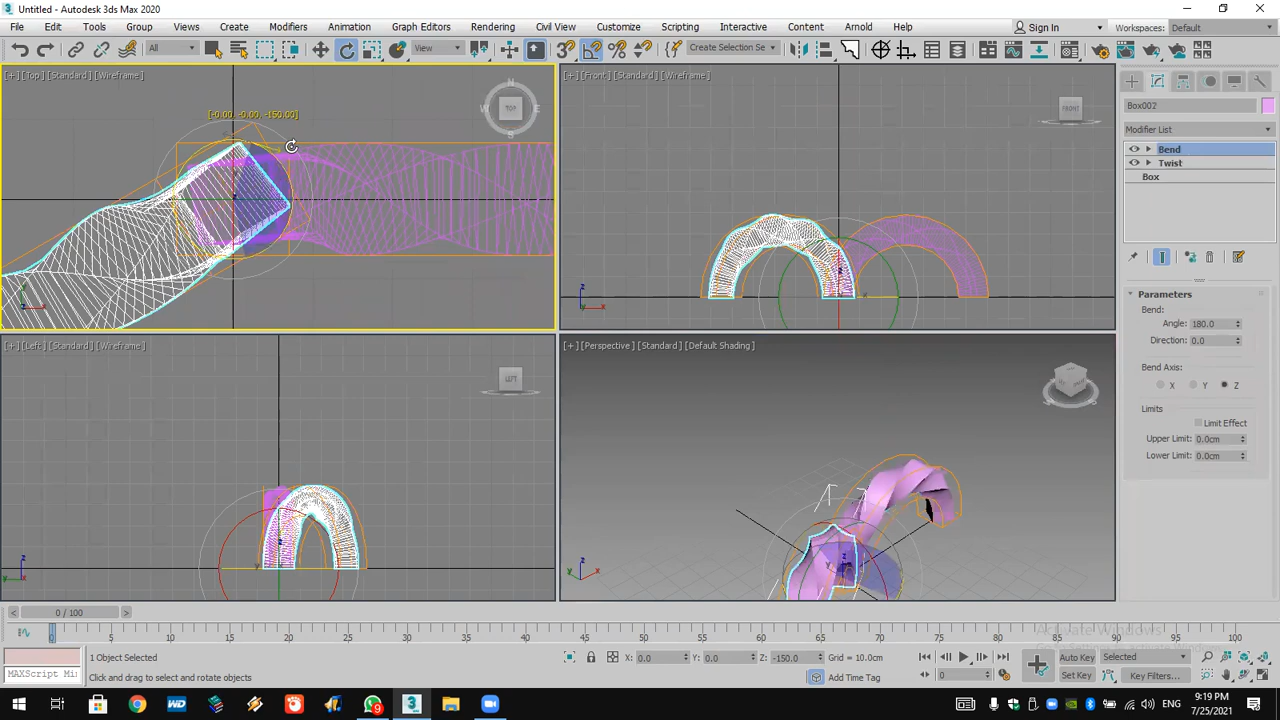 Untitled - Autodesk 3ds Max 2020
File Edit Tools Group Views Create Modifiers Animation Graph Editors Rendering Civil View Customize Scripting Interactive Content Arnold Help Sign In Workspaces: Default
All View Create Selection Se
[+] [Top] [Standard] [Wireframe]
[-0.00, -0.00, -150.00]
N
W TOP E
S
[+] [Front] [Standard] [Wireframe]
FRONT
Box002
Modifier List
Bend
Twist
Box
Parameters
Bend:
Angle: 180.0
Direction: 0.0
Bend Axis:
X Y Z
Limits
Limit Effect
Upper Limit: 0.0cm
Lower Limit: 0.0cm
[+] [Left] [Standard] [Wireframe]
LEFT
[+] [Perspective] [Standard] [Default Shading]
0 / 100
0 5 10 15 20 25 30 35 40 45 50 55 60 65 70 75 80 85 90 95 100
Activate Windows
MAXScript Mi
1 Object Selected
Click and drag to select and rotate objects
X: 0.0 Y: 0.0 Z: -150.0 Grid = 10.0cm
Add Time Tag
0
Auto Key Selected
Set Key Key Filters...
ENG
9:19 PM
7/25/2021